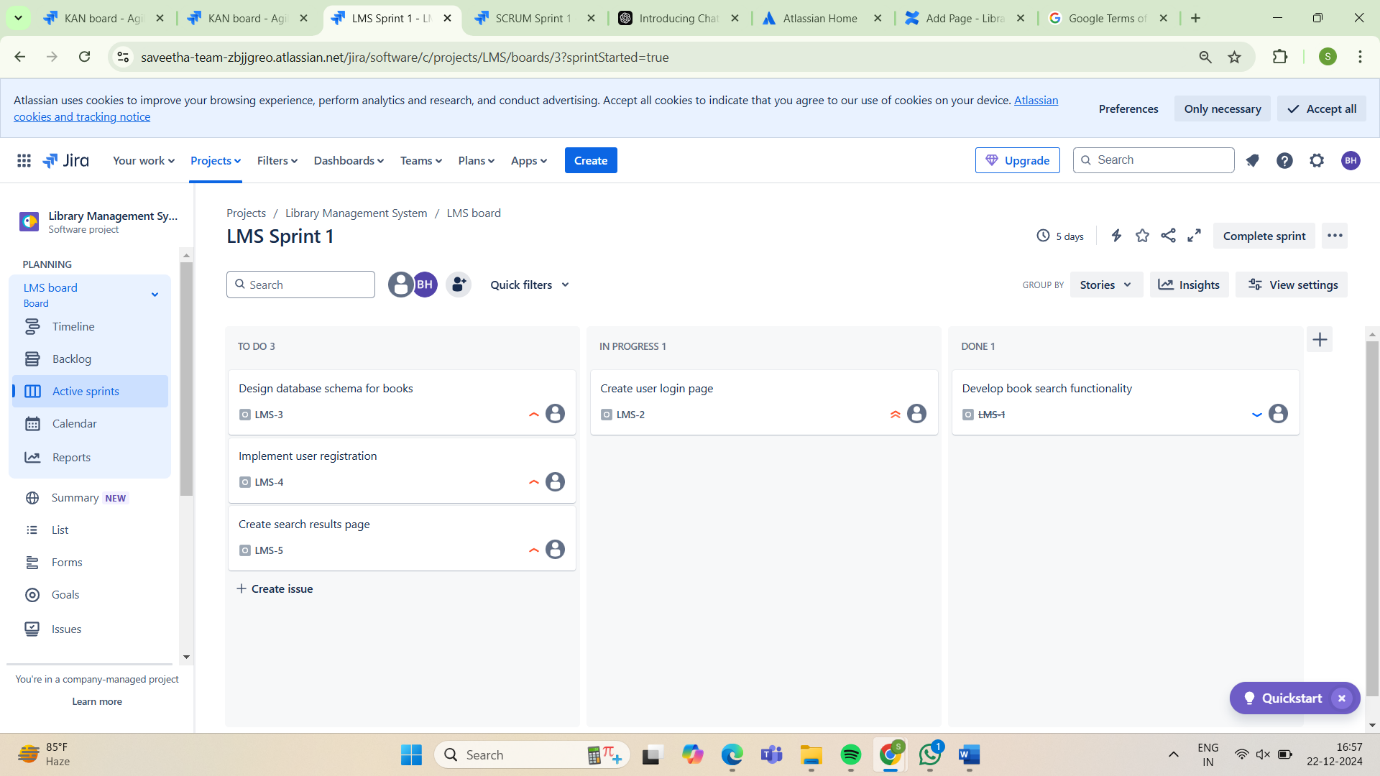 KAN board - Agi
KAN board - Agi
LMS Sprint 1 - LM
SCRUM Sprint 1
Introducing Chat
Atlassian Home
Add Page - Libra
Google Terms of
saveetha-team-zbjjgreo.atlassian.net/jira/software/c/projects/LMS/boards/3?sprintStarted=true
S
Atlassian uses cookies to improve your browsing experience, perform analytics and research, and conduct advertising. Accept all cookies to indicate that you agree to our use of cookies on your device. Atlassian
cookies and tracking notice
Preferences
Only necessary
Accept all
Jira
Your work
Projects
Filters
Dashboards
Teams
Plans
Apps
Create
Upgrade
Search
BH
Library Management Sy...
Software project
PLANNING
LMS board
Board
Timeline
Backlog
Active sprints
Calendar
Reports
Summary NEW
List
Forms
Goals
Issues
You're in a company-managed project
Learn more
Projects / Library Management System / LMS board
LMS Sprint 1
5 days
Complete sprint
Search
BH
Quick filters
GROUP BY
Stories
Insights
View settings
TO DO 3
Design database schema for books
LMS-3
Implement user registration
LMS-4
Create search results page
LMS-5
+ Create issue
IN PROGRESS 1
Create user login page
LMS-2
DONE 1
Develop book search functionality
LMS-1
Quickstart
85°F
Haze
Search
S
1
ENG
IN
16:57
22-12-2024